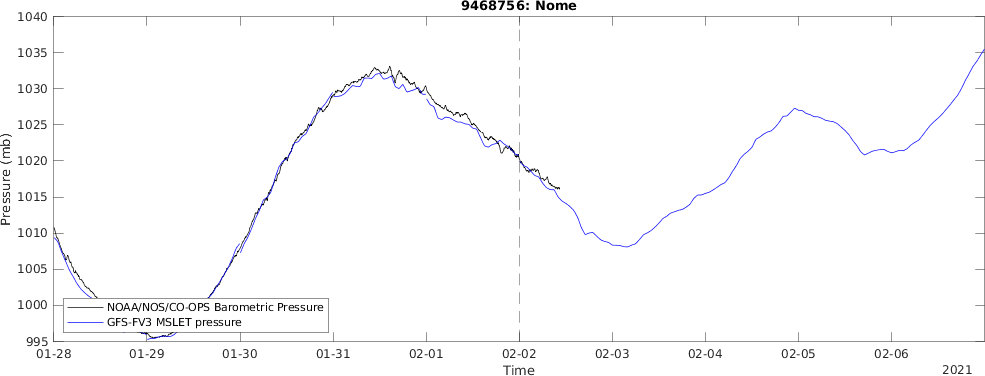 9468756: Nome
1040
1035
1030
1025
1020
1015
1010
1005
1000
995
Pressure (mb)
NOAA/NOS/CO-OPS Barometric Pressure
GFS-FV3 MSLET pressure
01-28 01-29 01-30 01-31 02-01 02-02 02-03 02-04 02-05 02-06
Time
2021